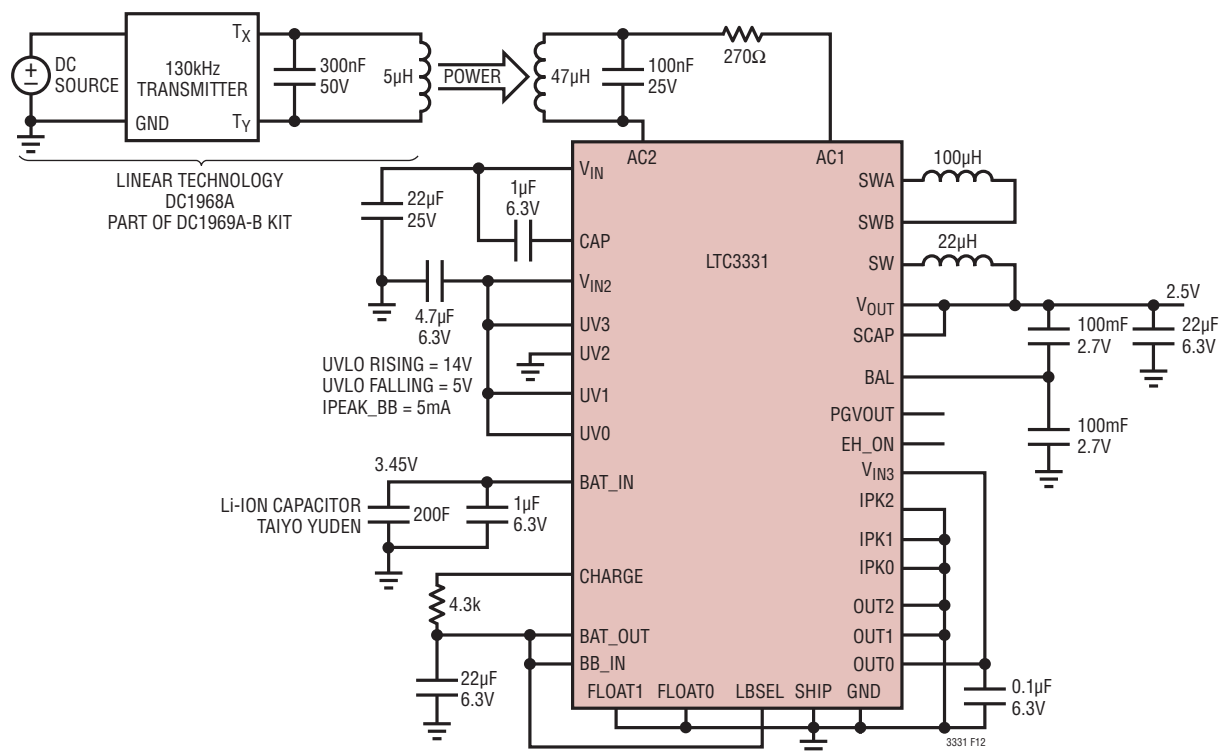 DC
SOURCE
130kHz
TRANSMITTER
TX
TY
GND
300nF
50V
5µH
POWER
47µH
100nF
25V
270Ω
LINEAR TECHNOLOGY
DC1968A
PART OF DC1969A-B KIT
22µF
25V
1µF
6.3V
4.7µF
6.3V
UVLO RISING = 14V
UVLO FALLING = 5V
IPEAK_BB = 5mA
3.45V
Li-ION CAPACITOR
TAIYO YUDEN
200F
1µF
6.3V
4.3k
22µF
6.3V
AC2
AC1
VIN
CAP
VIN2
UV3
UV2
UV1
UV0
BAT_IN
CHARGE
BAT_OUT
BB_IN
FLOAT1
FLOAT0
LBSEL
SHIP
GND
LTC3331
SWA
SWB
SW
VOUT
SCAP
BAL
PGVOUT
EH_ON
VIN3
IPK2
IPK1
IPK0
OUT2
OUT1
OUT0
100µH
22µH
2.5V
100mF
2.7V
22µF
6.3V
100mF
2.7V
0.1µF
6.3V
3331 F12